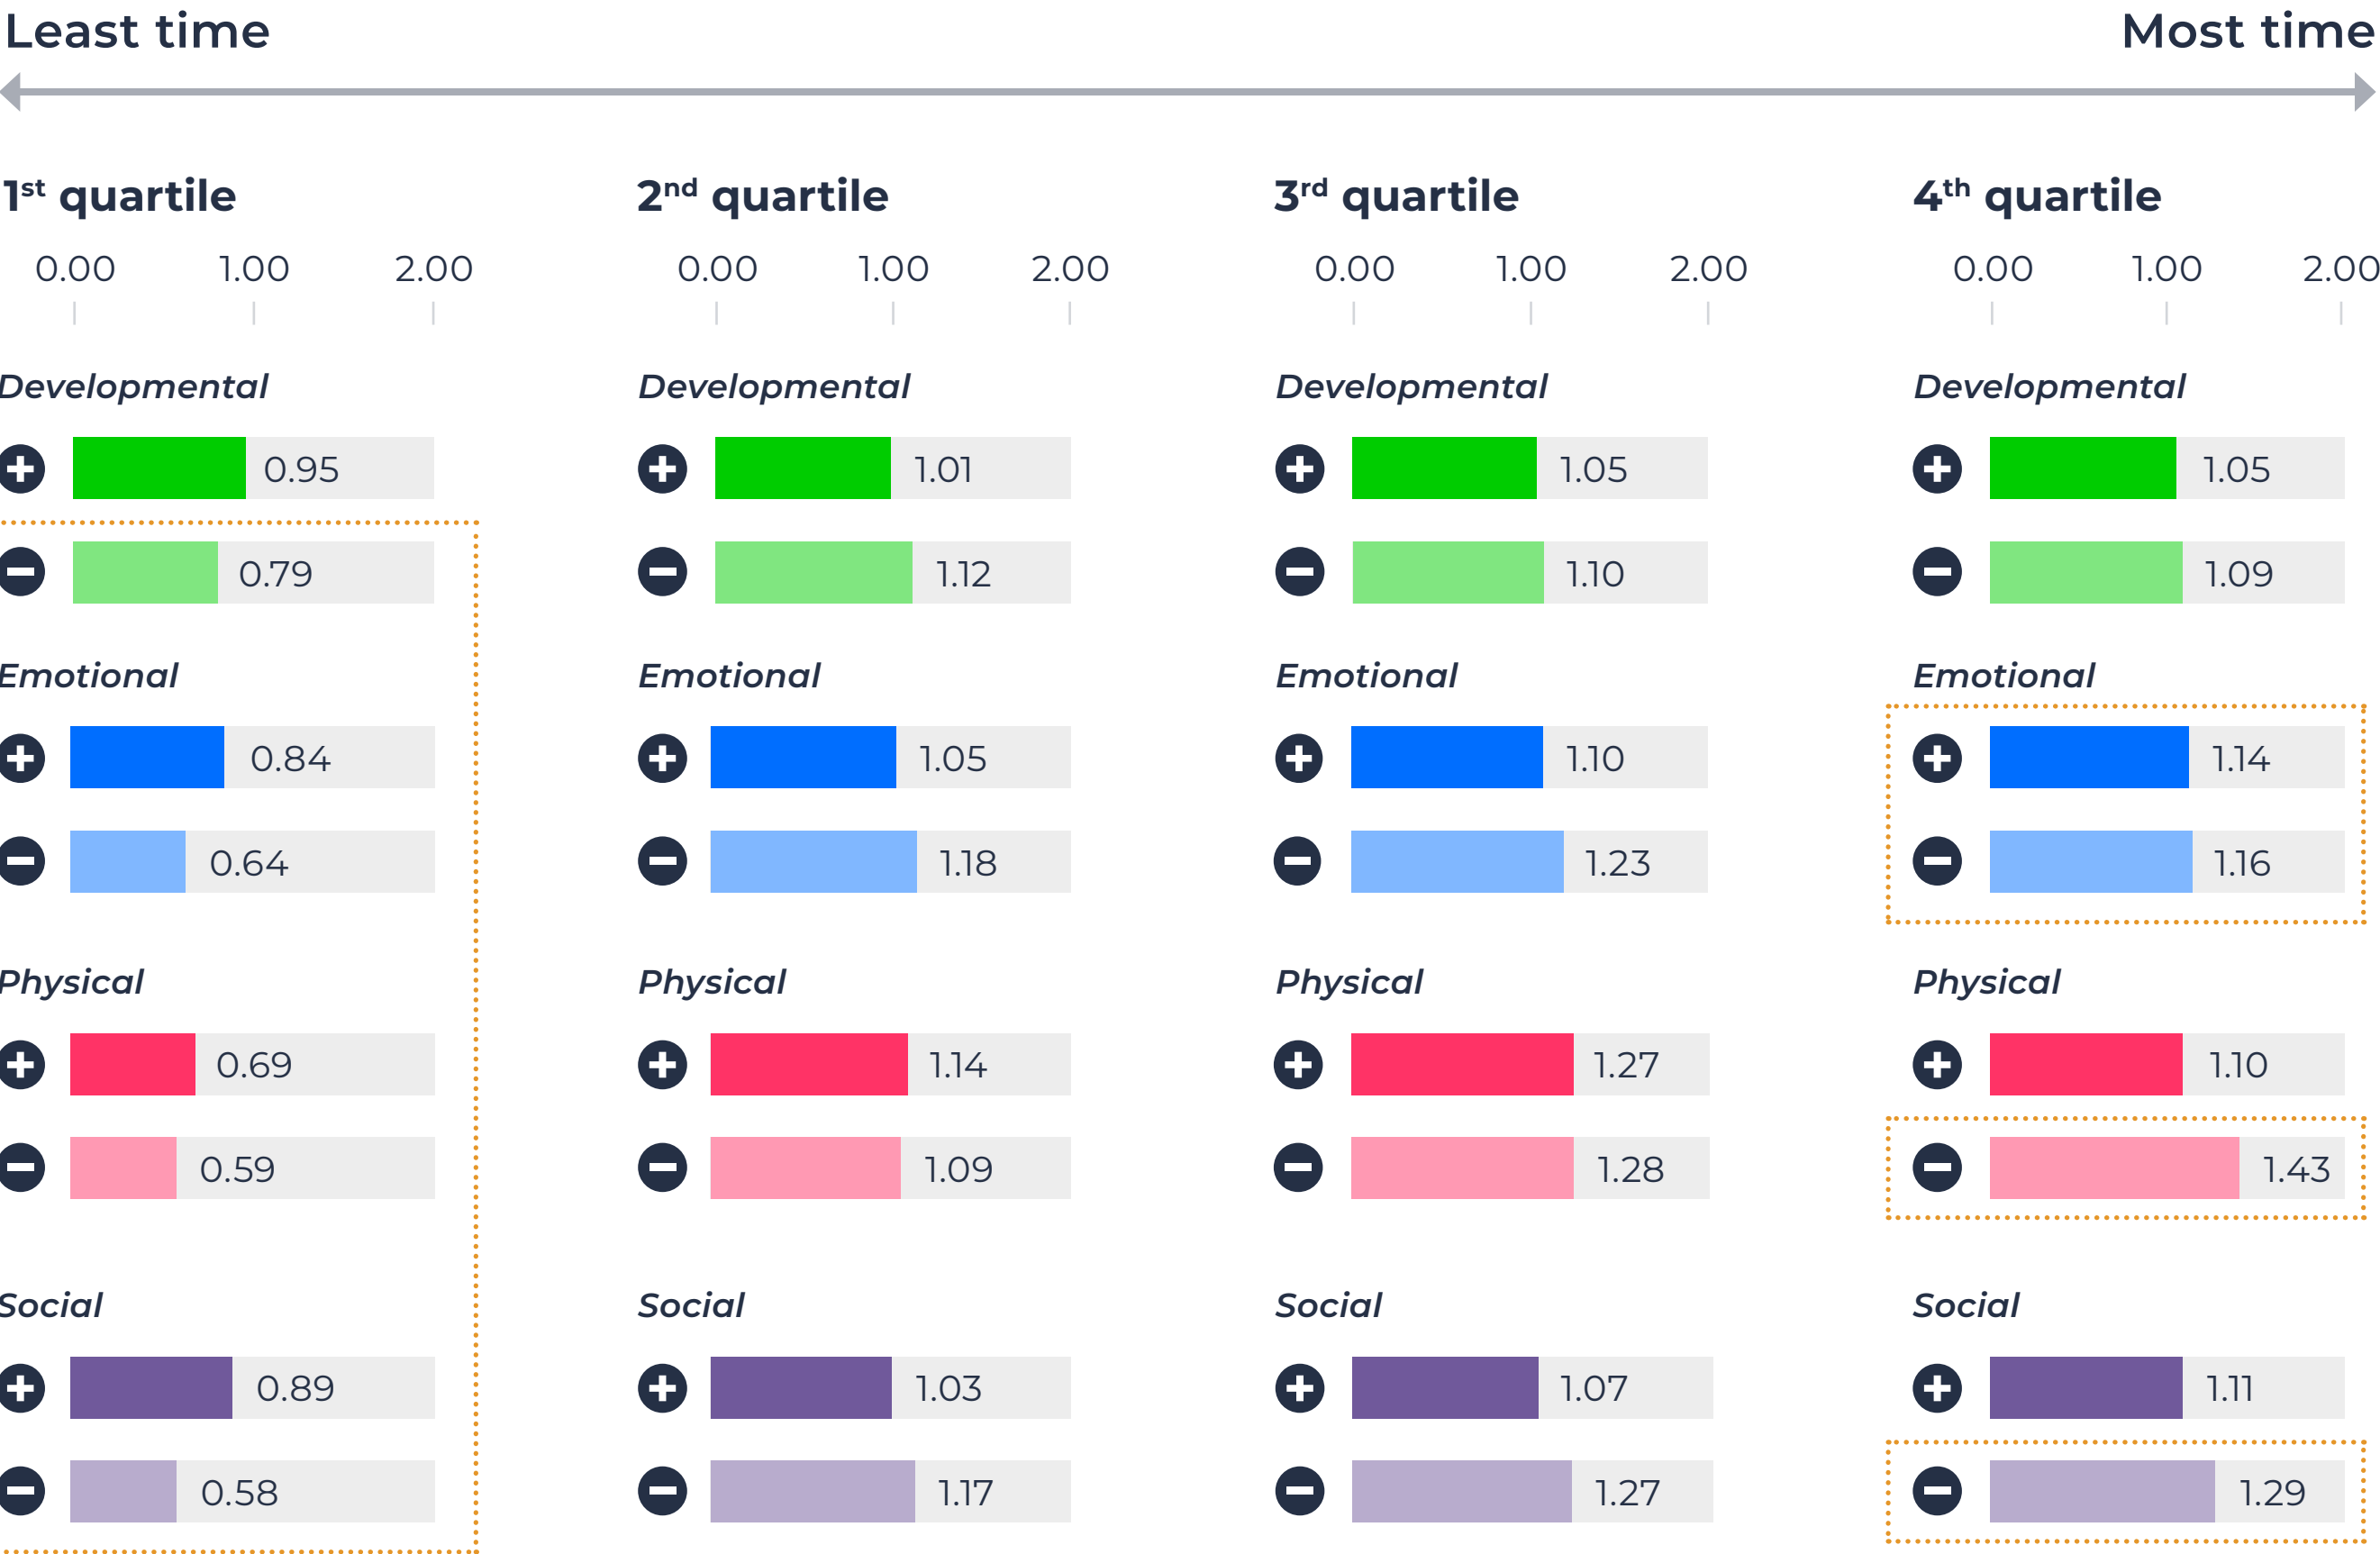 Least time Most time
1st quartile 2nd quartile 3rd quartile 4th quartile
0.00 1.00 2.00 0.00 1.00 2.00 0.00 1.00 2.00 0.00 1.00 2.00
Developmental Developmental Developmental Developmental
+ 0.95 + 1.01 + 1.05 + 1.05
− 0.79 − 1.12 − 1.10 − 1.09
Emotional Emotional Emotional Emotional
+ 0.84 + 1.05 + 1.10 + 1.14
− 0.64 − 1.18 − 1.23 − 1.16
Physical Physical Physical Physical
+ 0.69 + 1.14 + 1.27 + 1.10
− 0.59 − 1.09 − 1.28 − 1.43
Social Social Social Social
+ 0.89 + 1.03 + 1.07 + 1.11
− 0.58 − 1.17 − 1.27 − 1.29